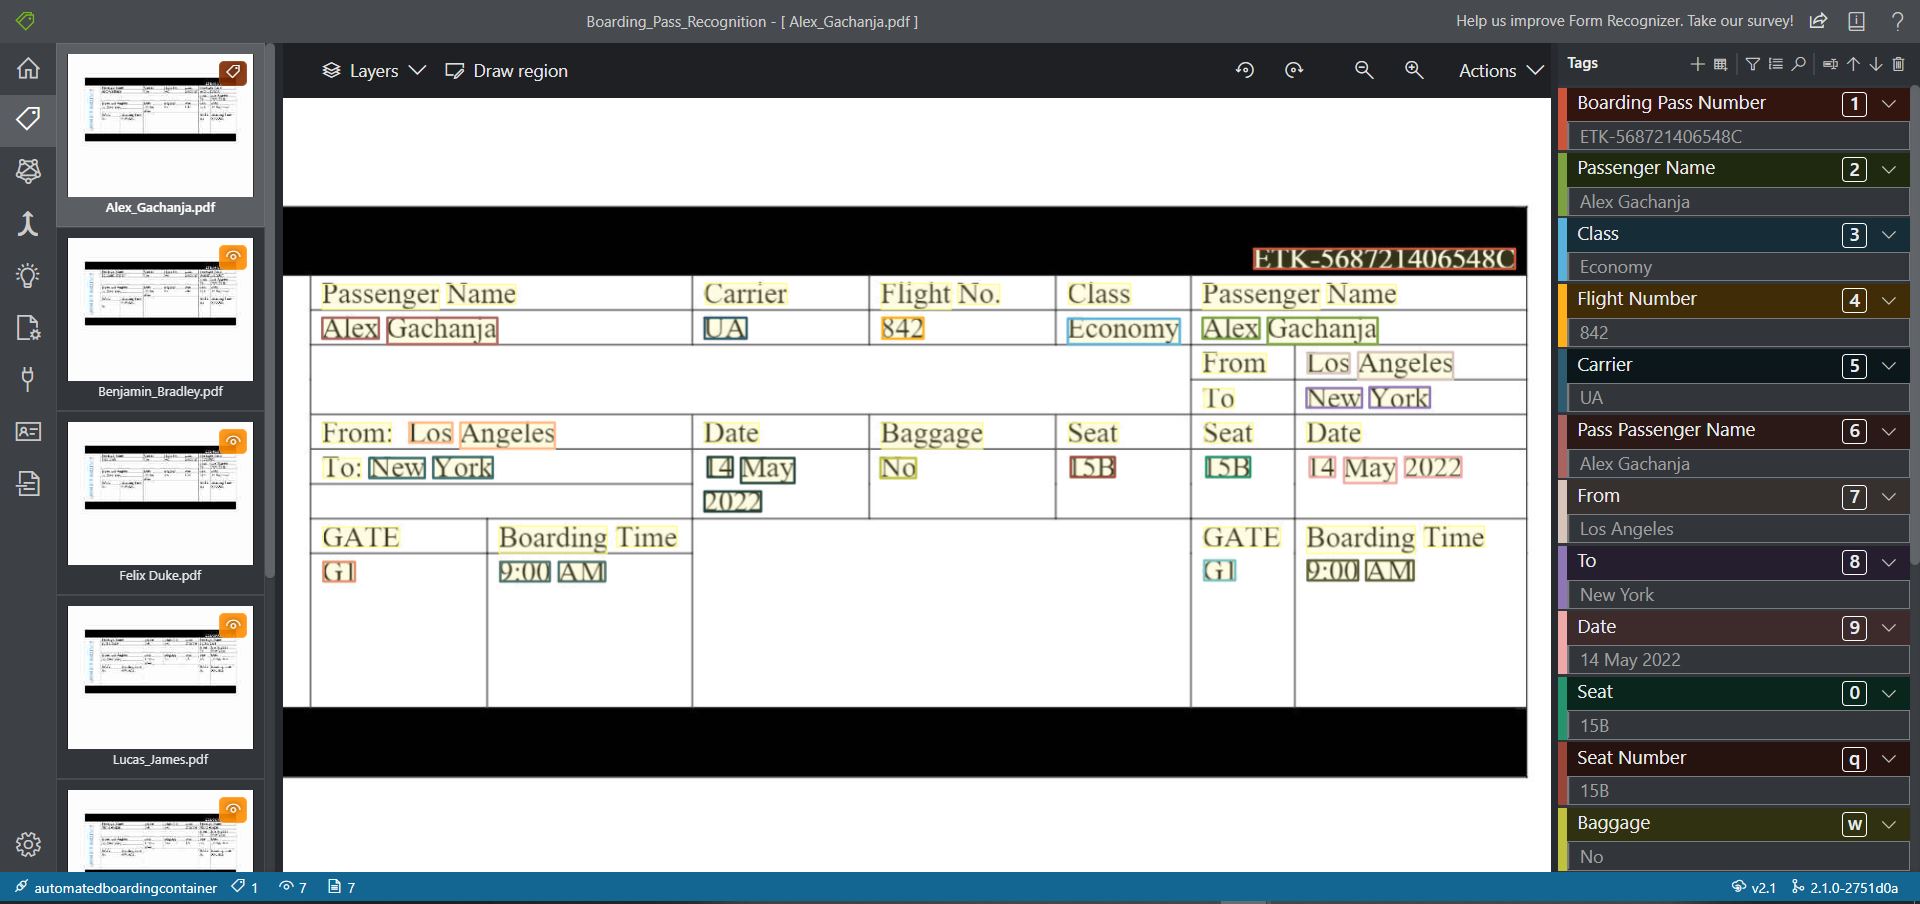 Boarding_Pass_Recognition - [ Alex_Gachanja.pdf ]
Help us improve Form Recognizer. Take our survey!
Alex_Gachanja.pdf
Benjamin_Bradley.pdf
Felix Duke.pdf
Lucas_James.pdf
Layers
Draw region
Actions
ETK-568721406548C
Passenger Name Carrier Flight No. Class Passenger Name
Alex Gachanja UA 842 Economy Alex Gachanja
From Los Angeles
To New York
From: Los Angeles Date Baggage Seat Seat Date
To: New York 14 May No 15B 15B 14 May 2022
2022
GATE Boarding Time GATE Boarding Time
G1 9:00 AM G1 9:00 AM
Tags
Boarding Pass Number 1
ETK-568721406548C
Passenger Name 2
Alex Gachanja
Class 3
Economy
Flight Number 4
842
Carrier 5
UA
Pass Passenger Name 6
Alex Gachanja
From 7
Los Angeles
To 8
New York
Date 9
14 May 2022
Seat 0
15B
Seat Number q
15B
Baggage w
No
automatedboardingcontainer 1 7 7
v2.1 2.1.0-2751d0a